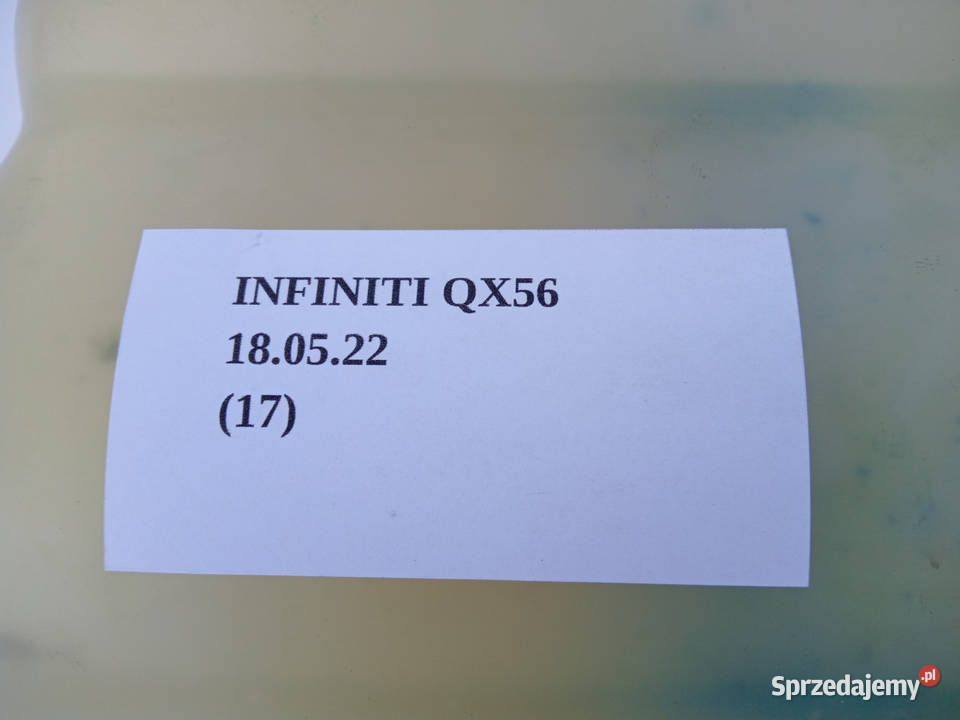 INFINITI QX56
18.05.22
(17)
Sprzedajemy.pl